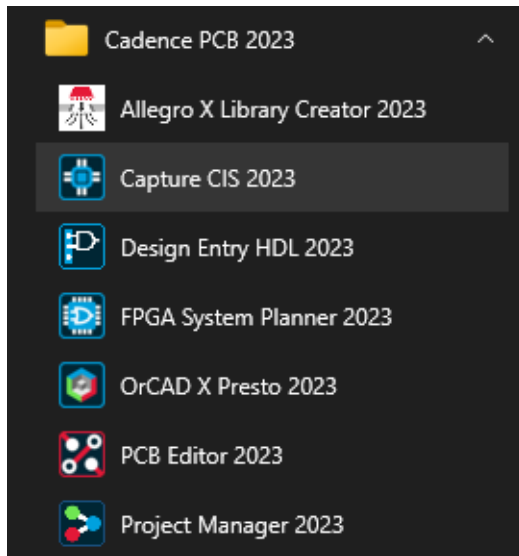 Cadence PCB 2023
Allegro X Library Creator 2023
Capture CIS 2023
Design Entry HDL 2023
FPGA System Planner 2023
OrCAD X Presto 2023
PCB Editor 2023
Project Manager 2023